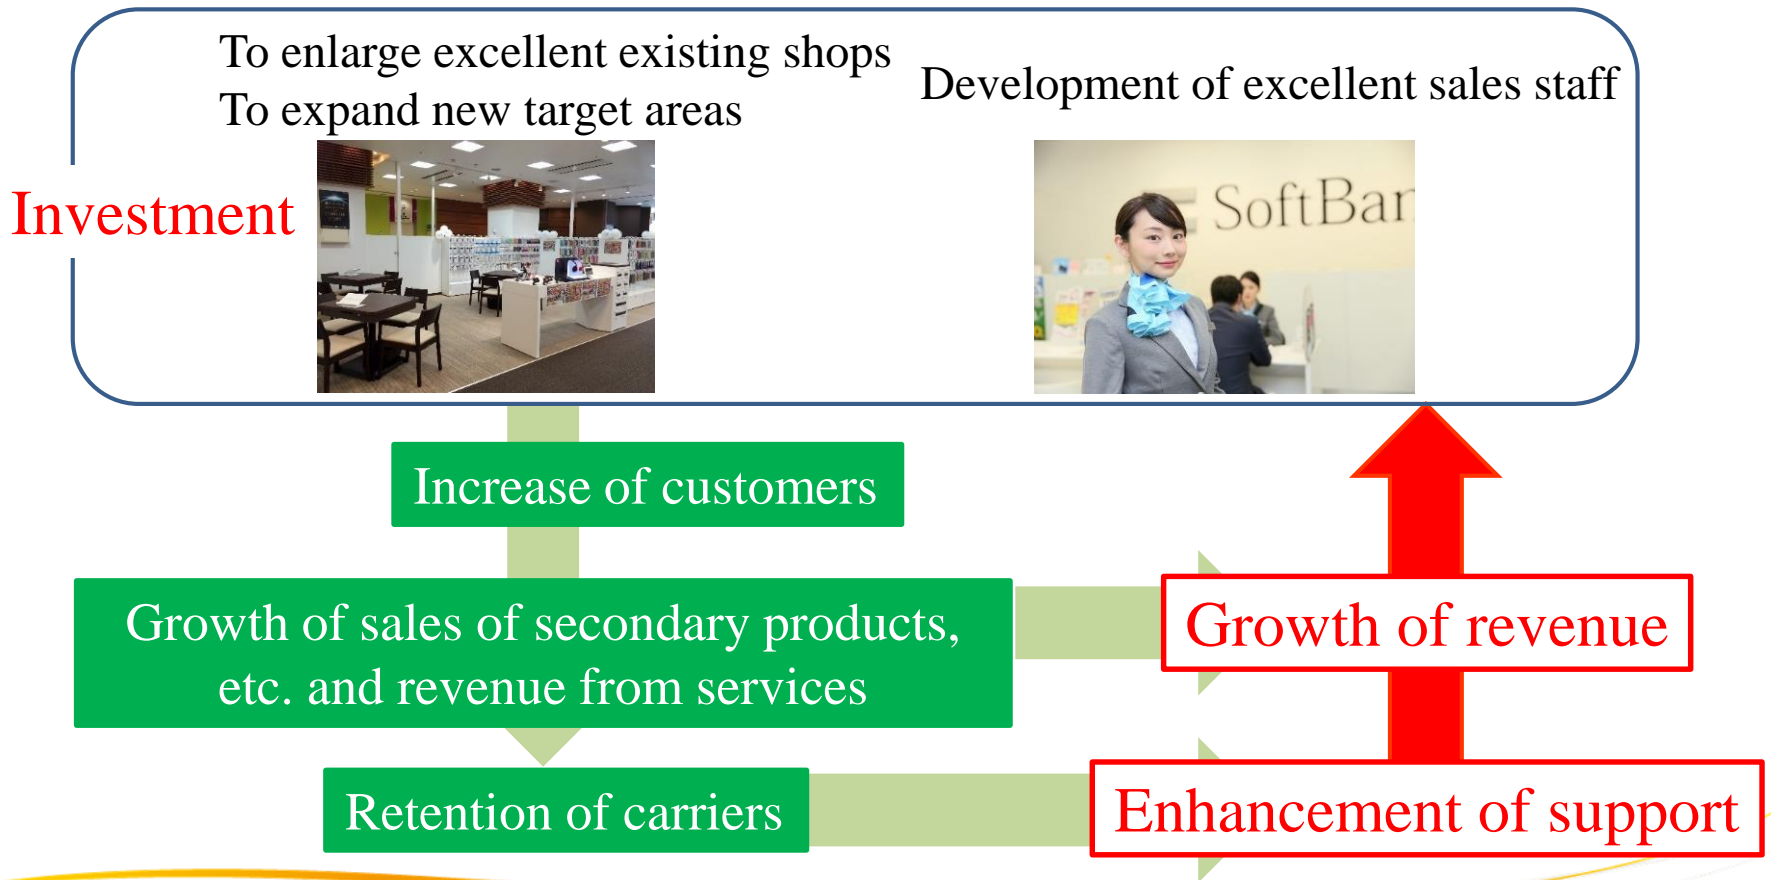 To enlarge excellent existing shops
To expand new target areas
Development of excellent sales staff
Investment
SoftBan
Increase of customers
Growth of sales of secondary products,
etc. and revenue from services
Growth of revenue
Retention of carriers
Enhancement of support